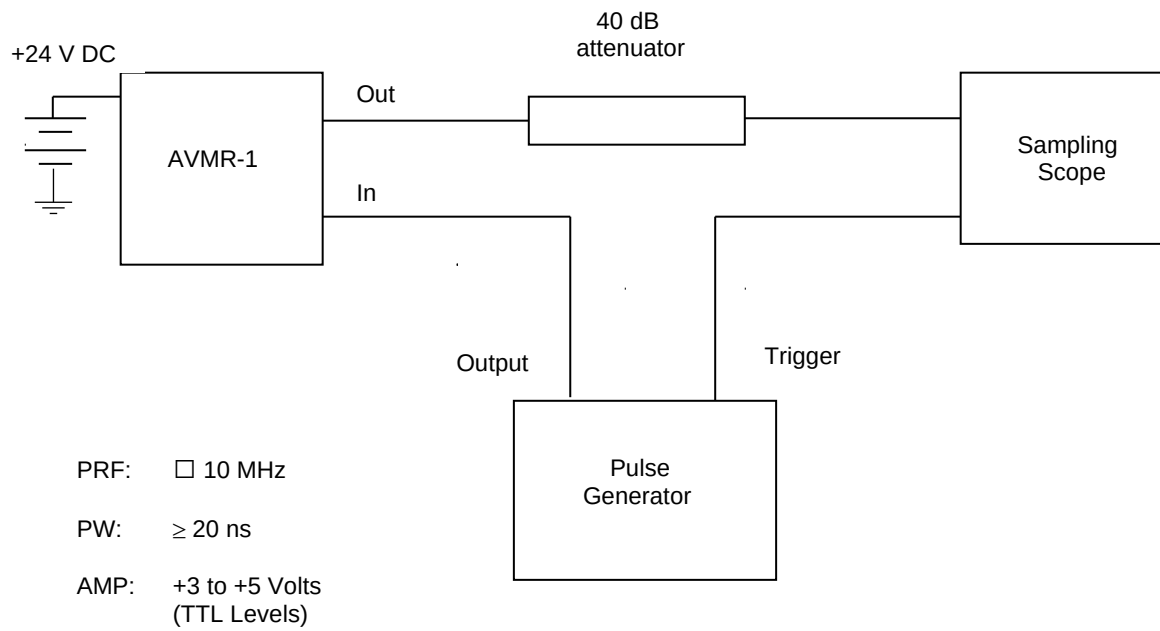 40 dB
attenuator
+24 V DC
Out
AVMR-1
Sampling
Scope
In
Output
Trigger
Pulse
Generator
PRF: □ 10 MHz
PW: ≥ 20 ns
AMP: +3 to +5 Volts
(TTL Levels)